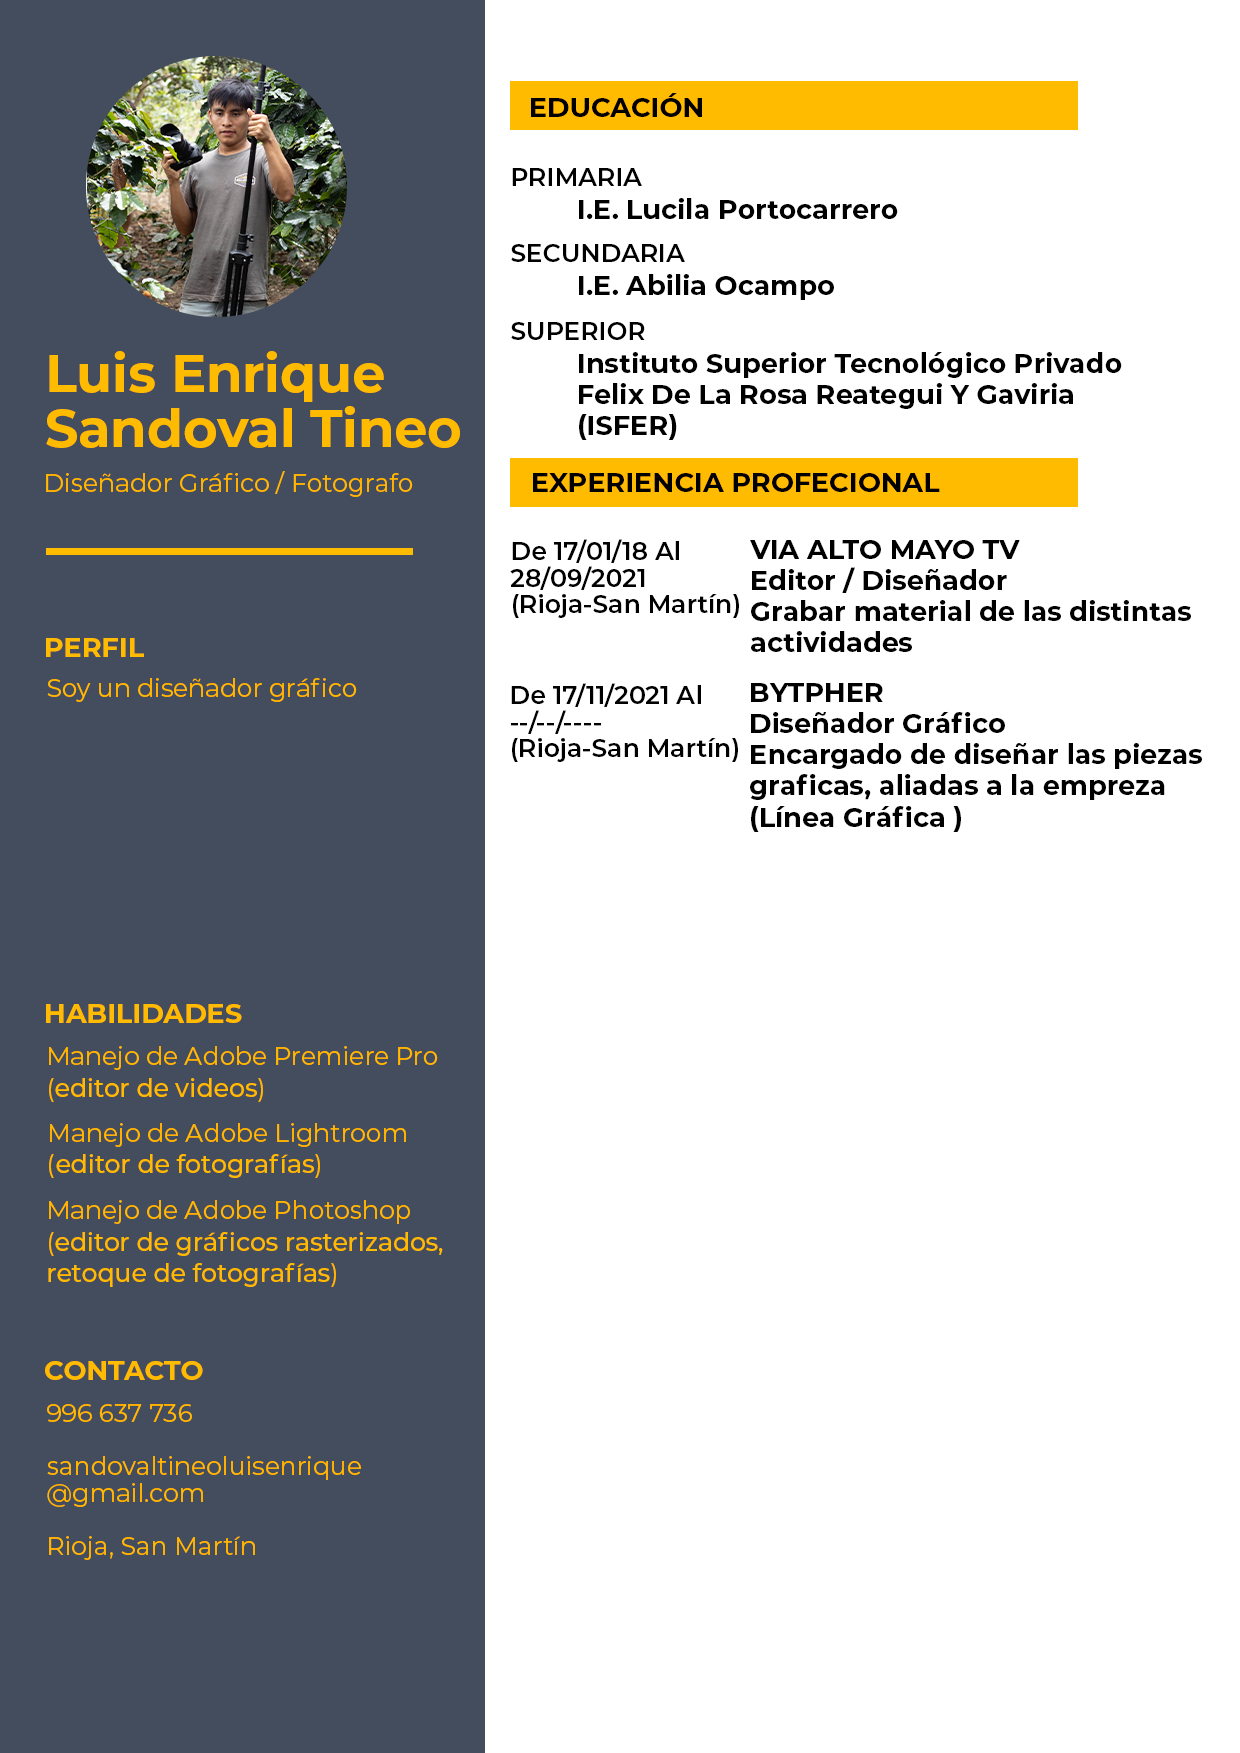 Luis Enrique
Sandoval Tineo
Diseñador Gráfico / Fotografo
PERFIL
Soy un diseñador gráfico
HABILIDADES
Manejo de Adobe Premiere Pro
(editor de videos)
Manejo de Adobe Lightroom
(editor de fotografías)
Manejo de Adobe Photoshop
(editor de gráficos rasterizados,
retoque de fotografías)
CONTACTO
996 637 736
sandovaltineoluisenrique
@gmail.com
Rioja, San Martín
EDUCACIÓN
PRIMARIA
I.E. Lucila Portocarrero
SECUNDARIA
I.E. Abilia Ocampo
SUPERIOR
Instituto Superior Tecnológico Privado
Felix De La Rosa Reategui Y Gaviria
(ISFER)
EXPERIENCIA PROFECIONAL
De 17/01/18 Al
28/09/2021
(Rioja-San Martín)
VIA ALTO MAYO TV
Editor / Diseñador
Grabar material de las distintas
actividades
De 17/11/2021 Al
--/--/----
(Rioja-San Martín)
BYTPHER
Diseñador Gráfico
Encargado de diseñar las piezas
graficas, aliadas a la empreza
(Línea Gráfica )